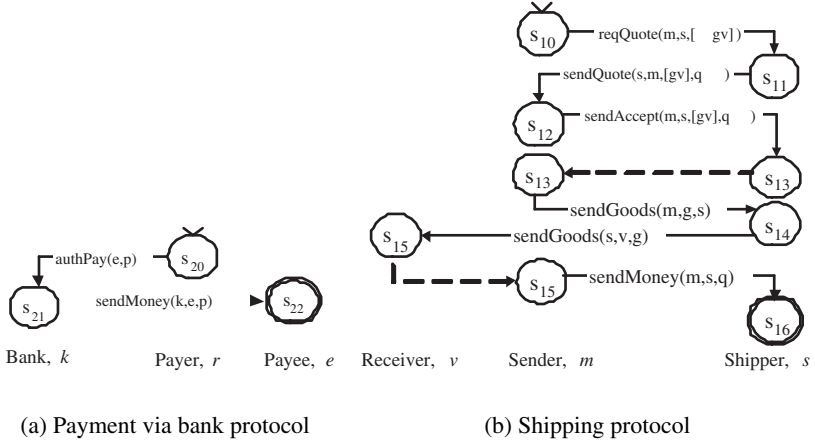 s10 reqQuote(m,s,[ gv])
sendQuote(s,m,[gv],q ) s11
s12 sendAccept(m,s,[gv],q )
s13 s13
sendGoods(m,g,s)
s15 sendGoods(s,v,g) s14
authPay(e,p) s20
s15 sendMoney(m,s,q)
s21 sendMoney(k,e,p) s22
s16
Bank, k Payer, r Payee, e Receiver, v Sender, m Shipper, s
(a) Payment via bank protocol (b) Shipping protocol